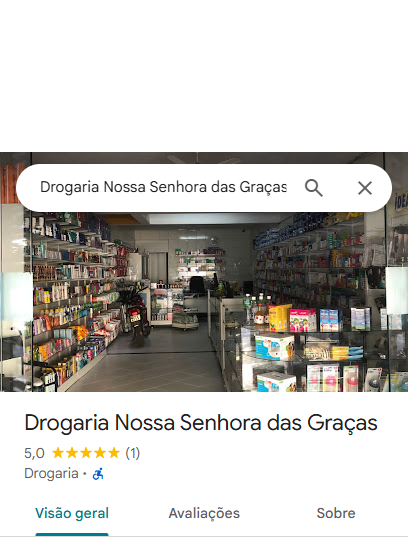 Drogaria Nossa Senhora das Graças
Drogaria Nossa Senhora das Graças
5,0 (1)
Drogaria ·
Visão geral Avaliações Sobre